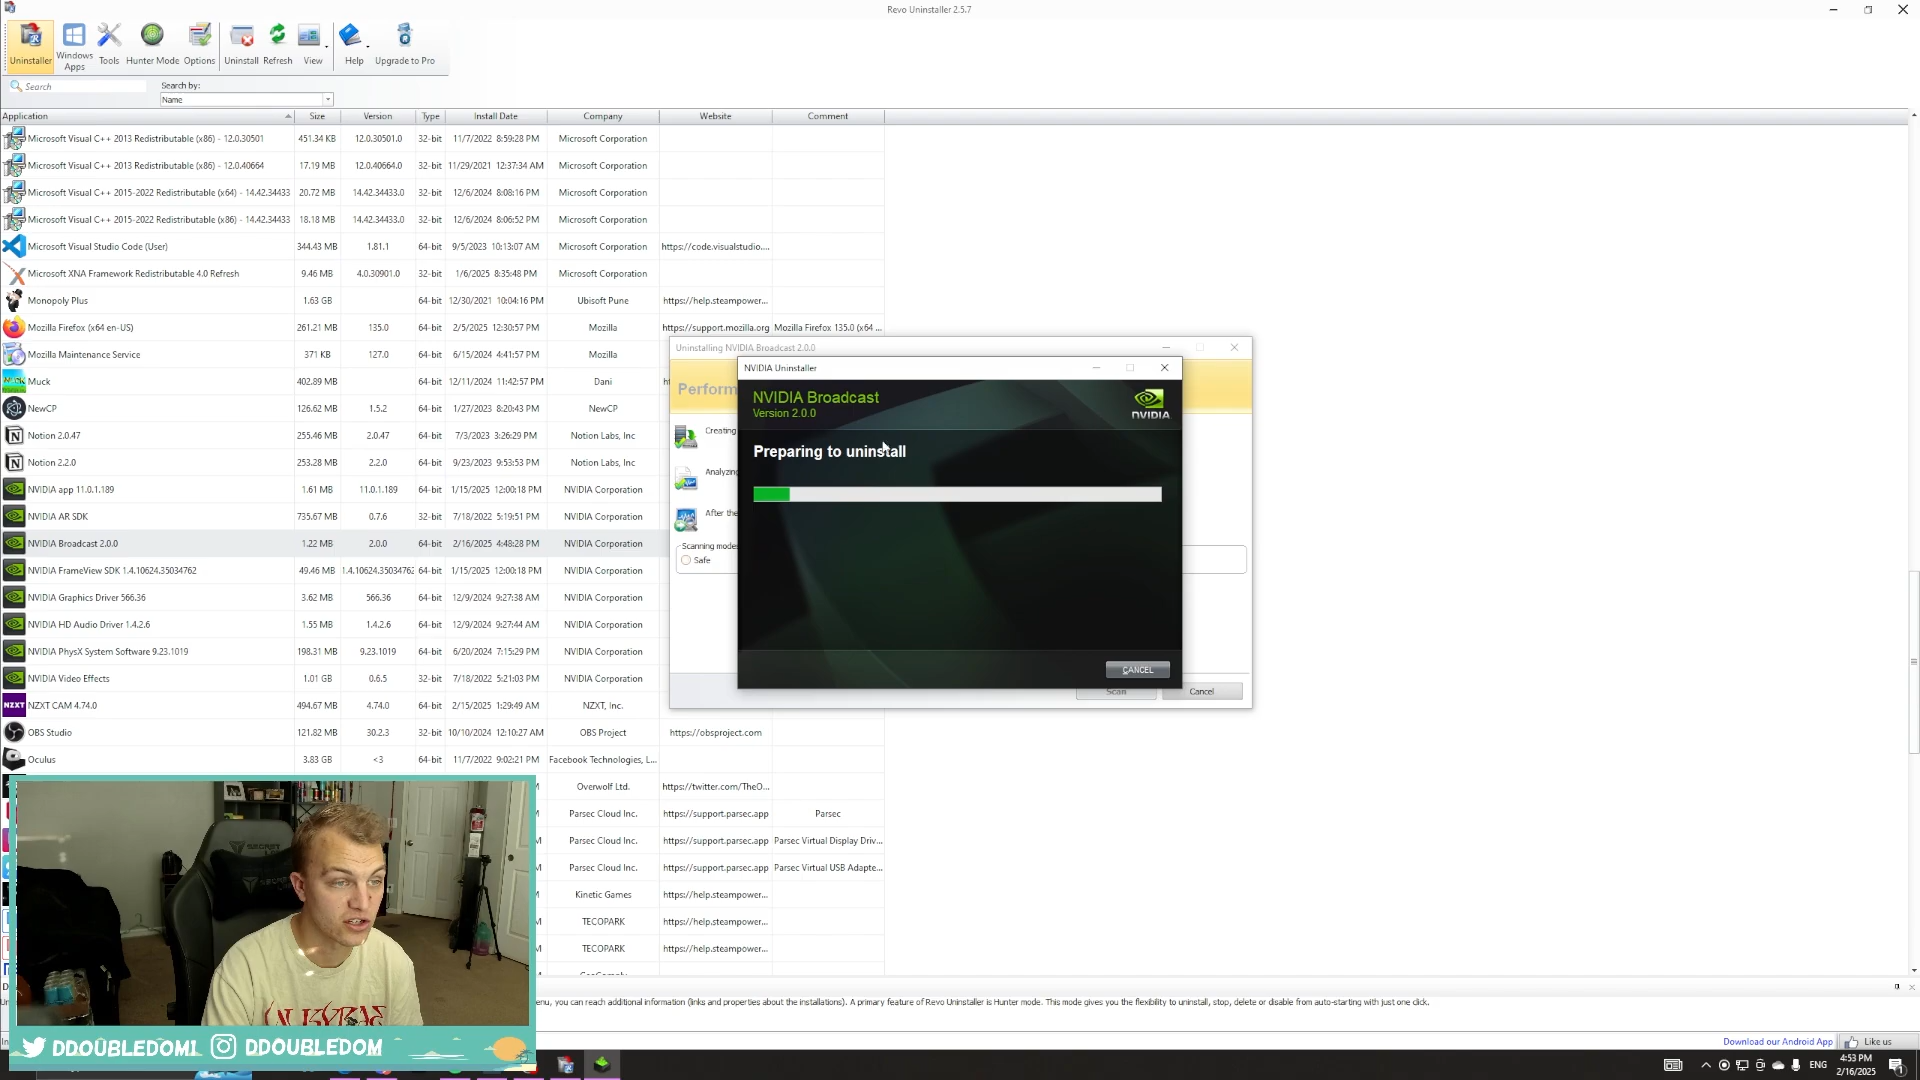 Revo Uninstaller 2.5.7
Uninstaller
Windows Apps
Tools
Hunter Mode
Options
Uninstall
Refresh
View
Help
Upgrade to Pro
Search
Search by:
Name
Application Size Version Type Install Date Company Website Comment
Microsoft Visual C++ 2013 Redistributable (x86) - 12.0.30501 451.34 KB 12.0.30501.0 32-bit 11/7/2022 8:59:28 PM Microsoft Corporation
Microsoft Visual C++ 2013 Redistributable (x86) - 12.0.40664 17.19 MB 12.0.40664.0 32-bit 11/29/2021 12:37:34 AM Microsoft Corporation
Microsoft Visual C++ 2015-2022 Redistributable (x64) - 14.42.34433 20.72 MB 14.42.34433.0 32-bit 12/6/2024 8:08:16 PM Microsoft Corporation
Microsoft Visual C++ 2015-2022 Redistributable (x86) - 14.42.34433 18.18 MB 14.42.34433.0 32-bit 12/6/2024 8:06:52 PM Microsoft Corporation
Microsoft Visual Studio Code (User) 344.43 MB 1.81.1 64-bit 9/5/2023 10:13:07 AM Microsoft Corporation https://code.visualstudio....
Microsoft XNA Framework Redistributable 4.0 Refresh 9.46 MB 4.0.30901.0 32-bit 1/6/2025 8:35:48 PM Microsoft Corporation
Monopoly Plus 1.63 GB 64-bit 12/30/2021 10:04:16 PM Ubisoft Pune https://help.steampower...
Mozilla Firefox (x64 en-US) 261.21 MB 135.0 64-bit 2/5/2025 12:30:57 PM Mozilla https://support.mozilla.org Mozilla Firefox 135.0 (x64 ...
Mozilla Maintenance Service 371 KB 127.0 64-bit 6/15/2024 4:41:57 PM Mozilla
Muck 402.89 MB 64-bit 12/11/2024 11:42:57 PM Dani
NewCP 126.62 MB 1.5.2 64-bit 1/27/2023 8:20:43 PM NewCP
Notion 2.0.47 255.46 MB 2.0.47 64-bit 7/3/2023 3:26:29 PM Notion Labs, Inc
Notion 2.2.0 253.28 MB 2.2.0 64-bit 9/23/2023 9:53:53 PM Notion Labs, Inc
NVIDIA app 11.0.1.189 1.61 MB 11.0.1.189 64-bit 1/15/2025 12:00:18 PM NVIDIA Corporation
NVIDIA AR SDK 735.67 MB 0.7.6 32-bit 7/18/2022 5:19:51 PM NVIDIA Corporation
NVIDIA Broadcast 2.0.0 1.22 MB 2.0.0 64-bit 2/16/2025 4:48:28 PM NVIDIA Corporation
NVIDIA FrameView SDK 1.4.10624.35034762 49.46 MB 1.4.10624.35034762 64-bit 1/15/2025 12:00:18 PM NVIDIA Corporation
NVIDIA Graphics Driver 566.36 3.62 MB 566.36 64-bit 12/9/2024 9:27:38 AM NVIDIA Corporation
NVIDIA HD Audio Driver 1.4.2.6 1.55 MB 1.4.2.6 64-bit 12/9/2024 9:27:44 AM NVIDIA Corporation
NVIDIA PhysX System Software 9.23.1019 198.31 MB 9.23.1019 64-bit 6/20/2024 7:15:29 PM NVIDIA Corporation
NVIDIA Video Effects 1.01 GB 0.6.5 32-bit 7/18/2022 5:21:03 PM NVIDIA Corporation
NZXT CAM 4.74.0 494.67 MB 4.74.0 64-bit 2/15/2025 1:29:49 AM NZXT, Inc.
OBS Studio 121.82 MB 30.2.3 32-bit 10/10/2024 12:10:27 AM OBS Project https://obsproject.com
Oculus 3.83 GB <3 64-bit 11/7/2022 9:02:21 PM Facebook Technologies, L...
Overwolf Ltd. https://twitter.com/TheO...
Parsec Cloud Inc. https://support.parsec.app Parsec
Parsec Cloud Inc. https://support.parsec.app Parsec Virtual Display Driv...
Parsec Cloud Inc. https://support.parsec.app Parsec Virtual USB Adapte...
Kinetic Games https://help.steampower...
TECOPARK https://help.steampower...
TECOPARK https://help.steampower...
Uninstalling NVIDIA Broadcast 2.0.0
Perform
Creating
Analyzing
After the
Scanning modes
Safe
Scan
Cancel
NVIDIA Uninstaller
NVIDIA Broadcast
Version 2.0.0
NVIDIA
Preparing to uninstall
CANCEL
enu, you can reach additional information (links and properties about the installations). A primary feature of Revo Uninstaller is Hunter mode. This mode gives you the flexibility to uninstall, stop, delete or disable from auto-starting with just one click.
Download our Android App
Like us
DDOUBLEDOM1 DDOUBLEDOM
ENG
4:53 PM
2/16/2025